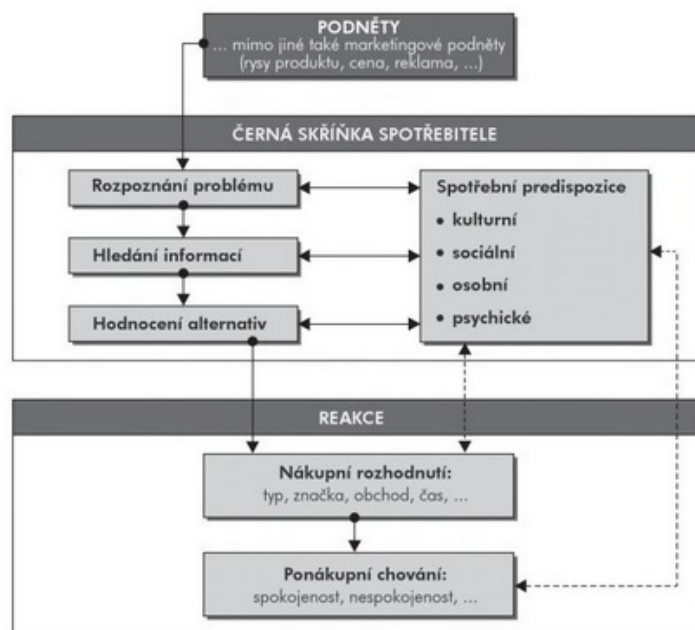 PODNĚTY
... mimo jiné také marketingové podněty
(rysy produktu, cena, reklama, ...)
ČERNÁ SKŘÍŇKA SPOTŘEBITELE
Rozpoznání problému
Hledání informací
Hodnocení alternativ
Spotřební predispozice
• kulturní
• sociální
• osobní
• psychické
REAKCE
Nákupní rozhodnutí:
typ, značka, obchod, čas, ...
Ponákupní chování:
spokojenost, nespokojenost, ...